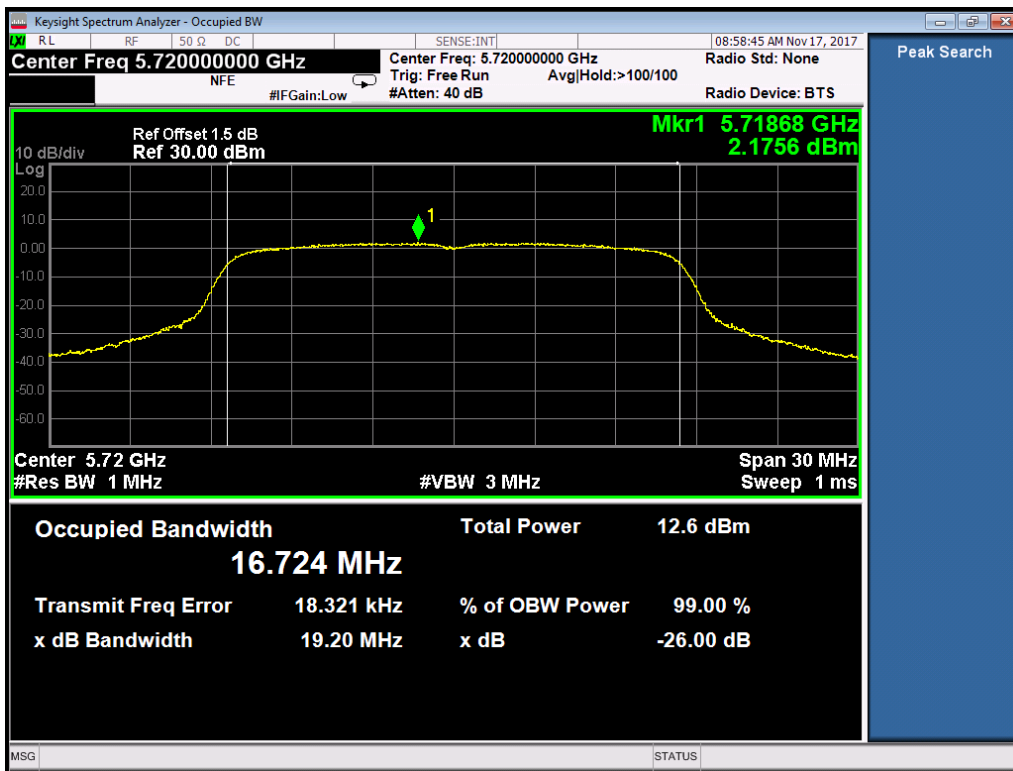 Keysight Spectrum Analyzer - Occupied BW
LXI RL RF 50 Ω DC SENSE:INT 08:58:45 AM Nov 17, 2017
Center Freq 5.720000000 GHz Center Freq: 5.720000000 GHz Radio Std: None
NFE Trig: Free Run Avg|Hold:>100/100
#IFGain:Low #Atten: 40 dB Radio Device: BTS
Peak Search
Ref Offset 1.5 dB Mkr1 5.71868 GHz
10 dB/div Ref 30.00 dBm 2.1756 dBm
Log
20.0
10.0
1
0.00
-10.0
-20.0
-30.0
-40.0
-50.0
-60.0
Center 5.72 GHz Span 30 MHz
#Res BW 1 MHz #VBW 3 MHz Sweep 1 ms
Occupied Bandwidth Total Power 12.6 dBm
16.724 MHz
Transmit Freq Error 18.321 kHz % of OBW Power 99.00 %
x dB Bandwidth 19.20 MHz x dB -26.00 dB
MSG STATUS